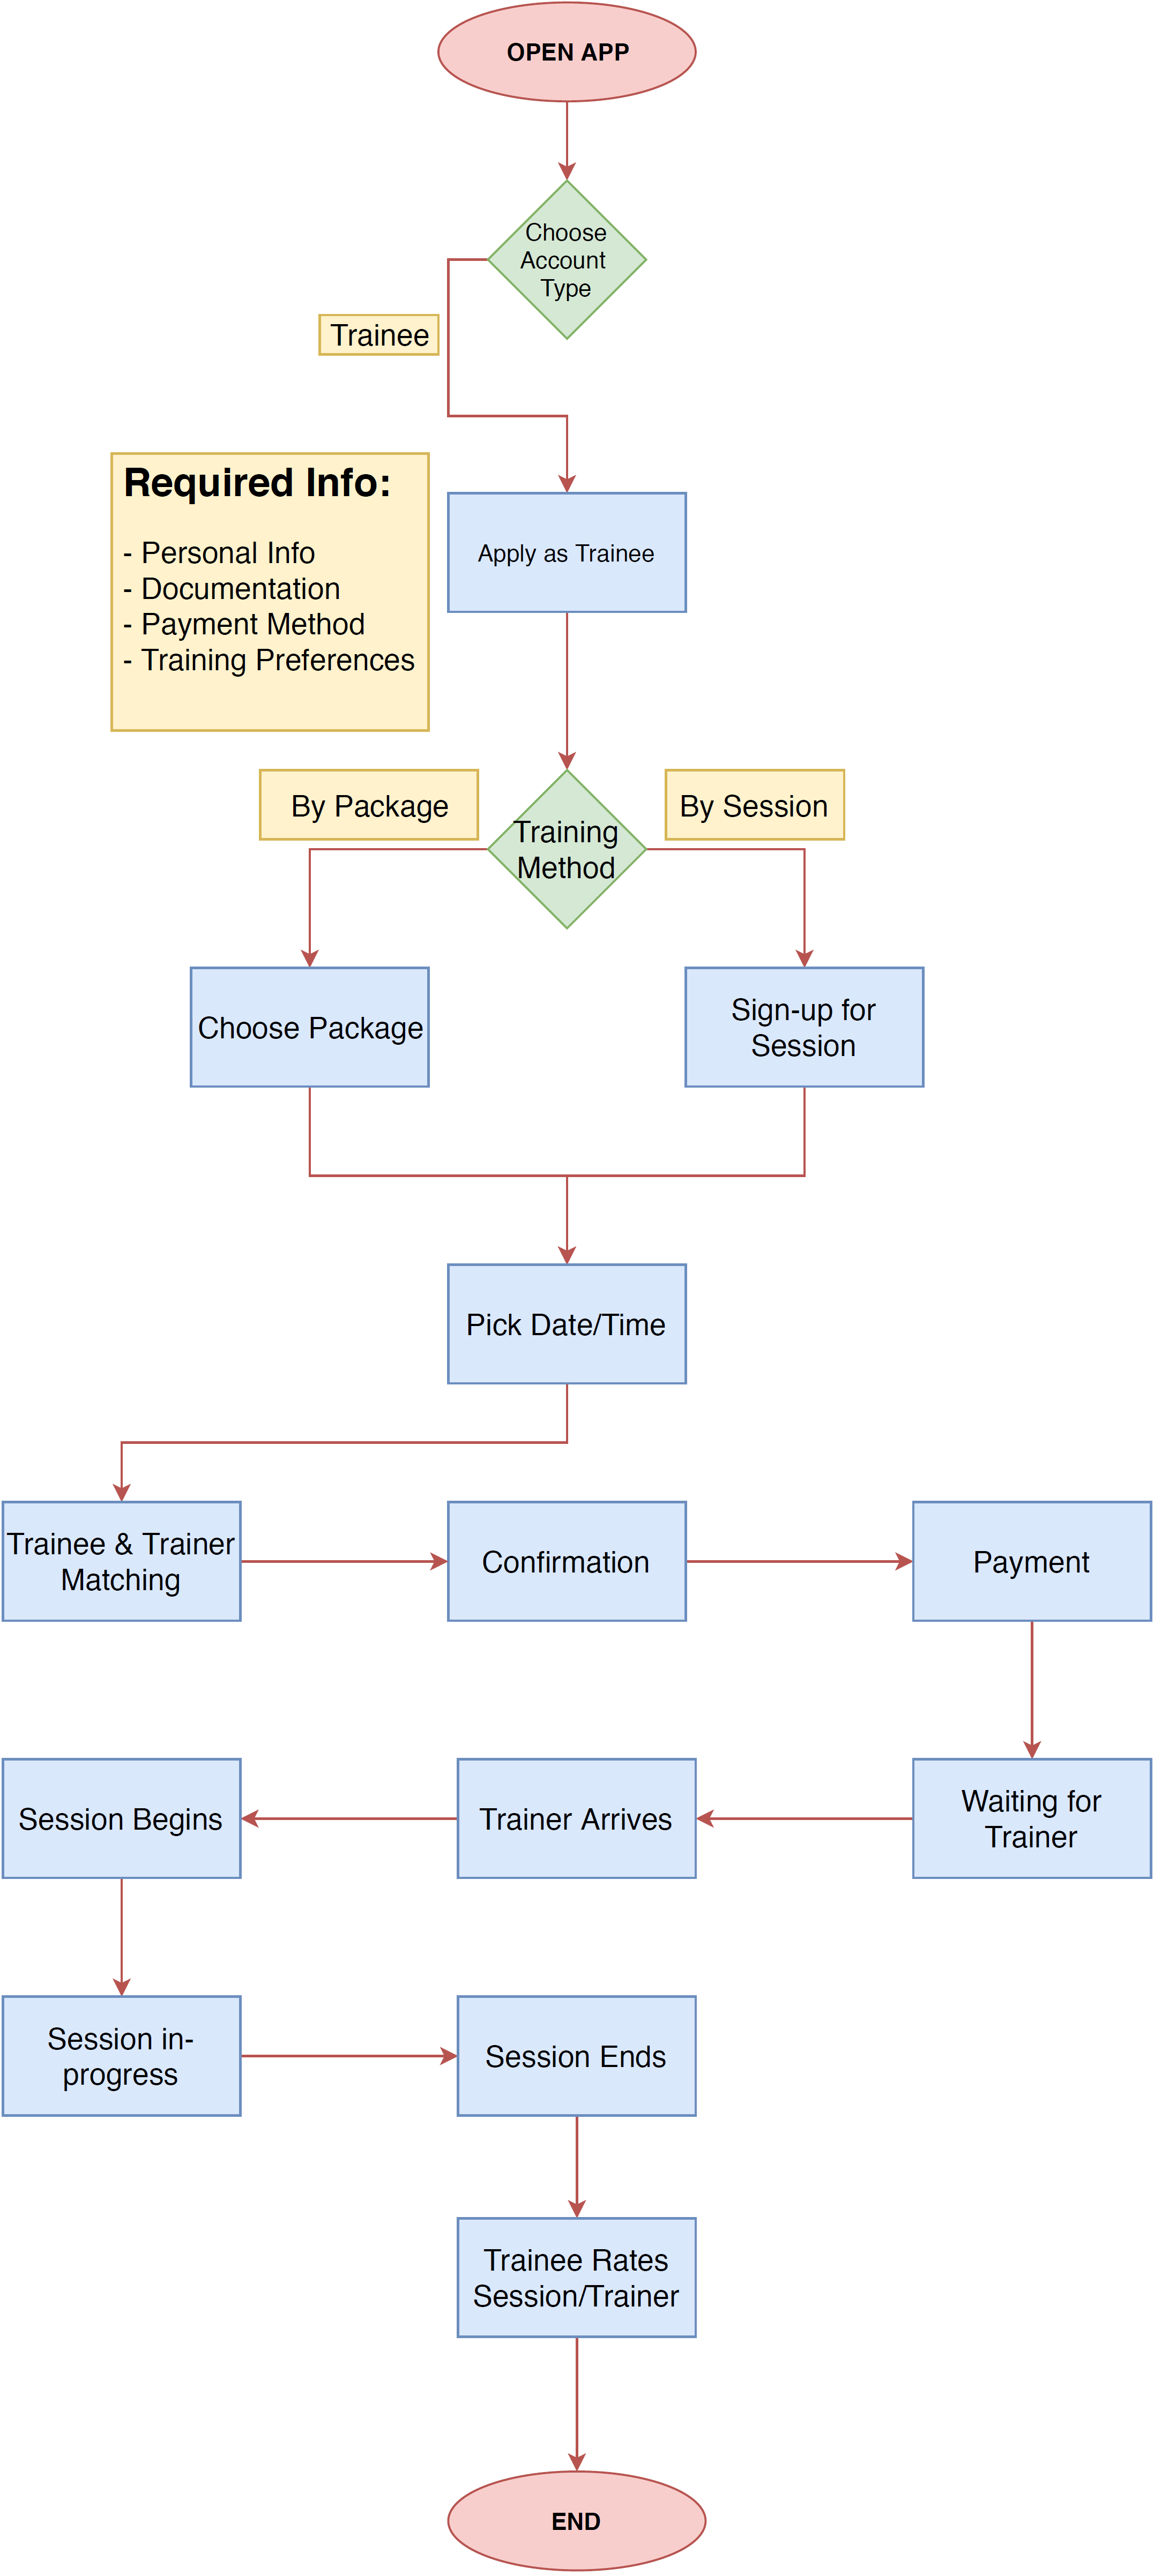 OPEN APP
Choose
Account
Type
Trainee
Required Info:
- Personal Info
- Documentation
- Payment Method
- Training Preferences
Apply as Trainee
By Package
By Session
Training
Method
Choose Package
Sign-up for
Session
Pick Date/Time
Trainee & Trainer
Matching
Confirmation
Payment
Session Begins
Trainer Arrives
Waiting for
Trainer
Session in-
progress
Session Ends
Trainee Rates
Session/Trainer
END